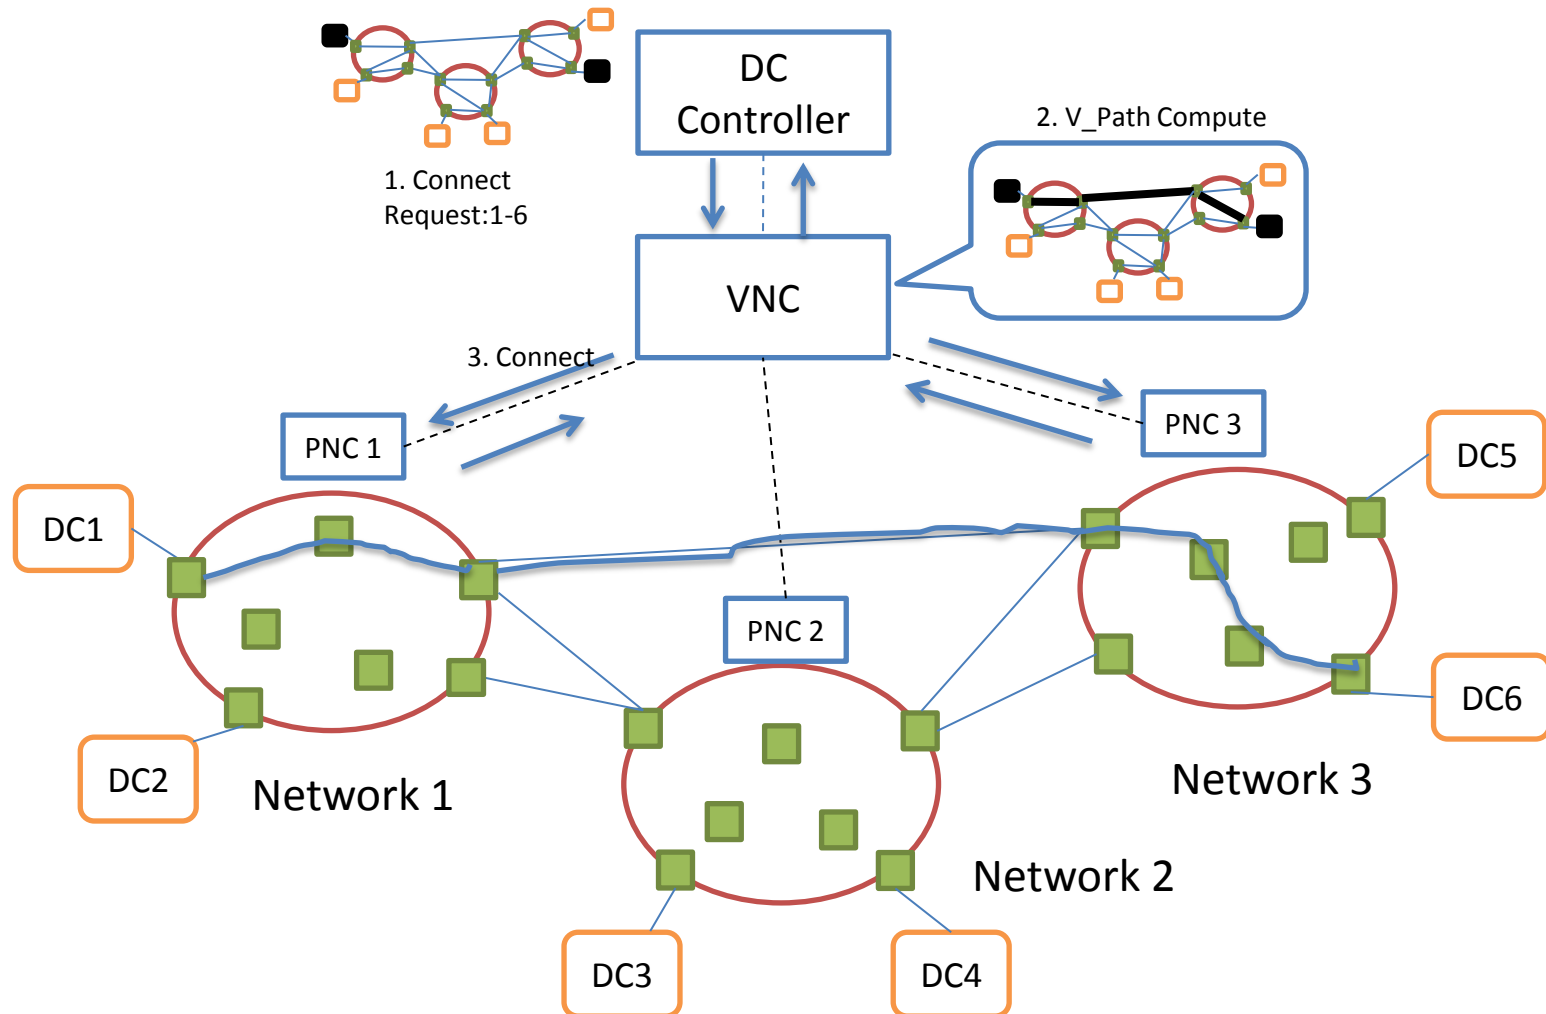 DC
Controller
2. V_Path Compute
1. Connect
Request:1-6
VNC
3. Connect
PNC 1
PNC 3
DC5
DC1
PNC 2
DC6
DC2
Network 1
Network 3
Network 2
DC3
DC4